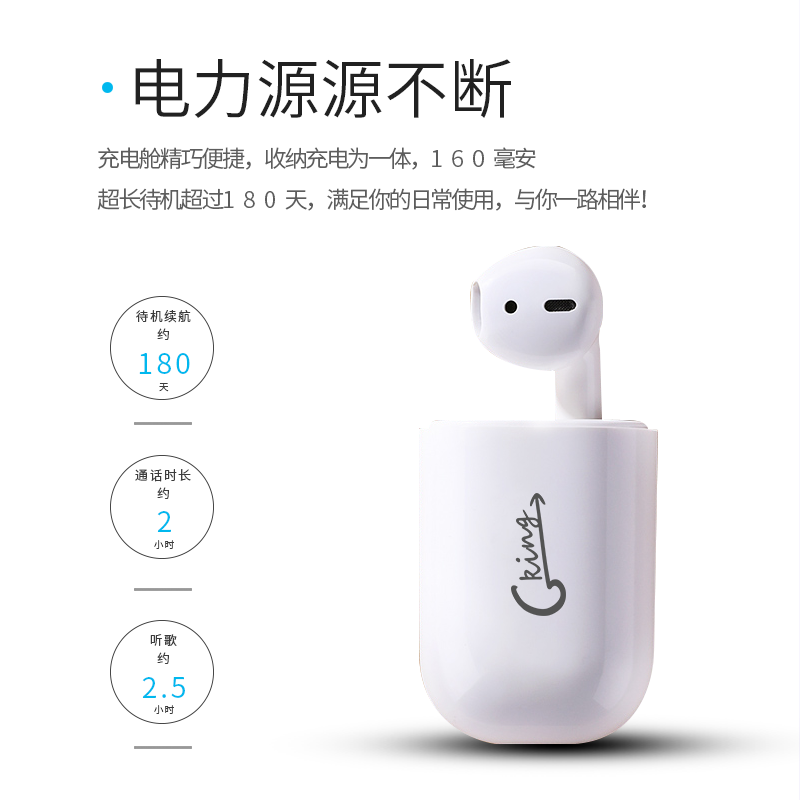 电力源源不断
充电舱精巧便捷，收纳充电为一体，160毫安
超长待机超过180天，满足你的日常使用，与你一路相伴！
待机续航
约
180
天
通话时长
约
2
小时
听歌
约
2.5
小时
Cking